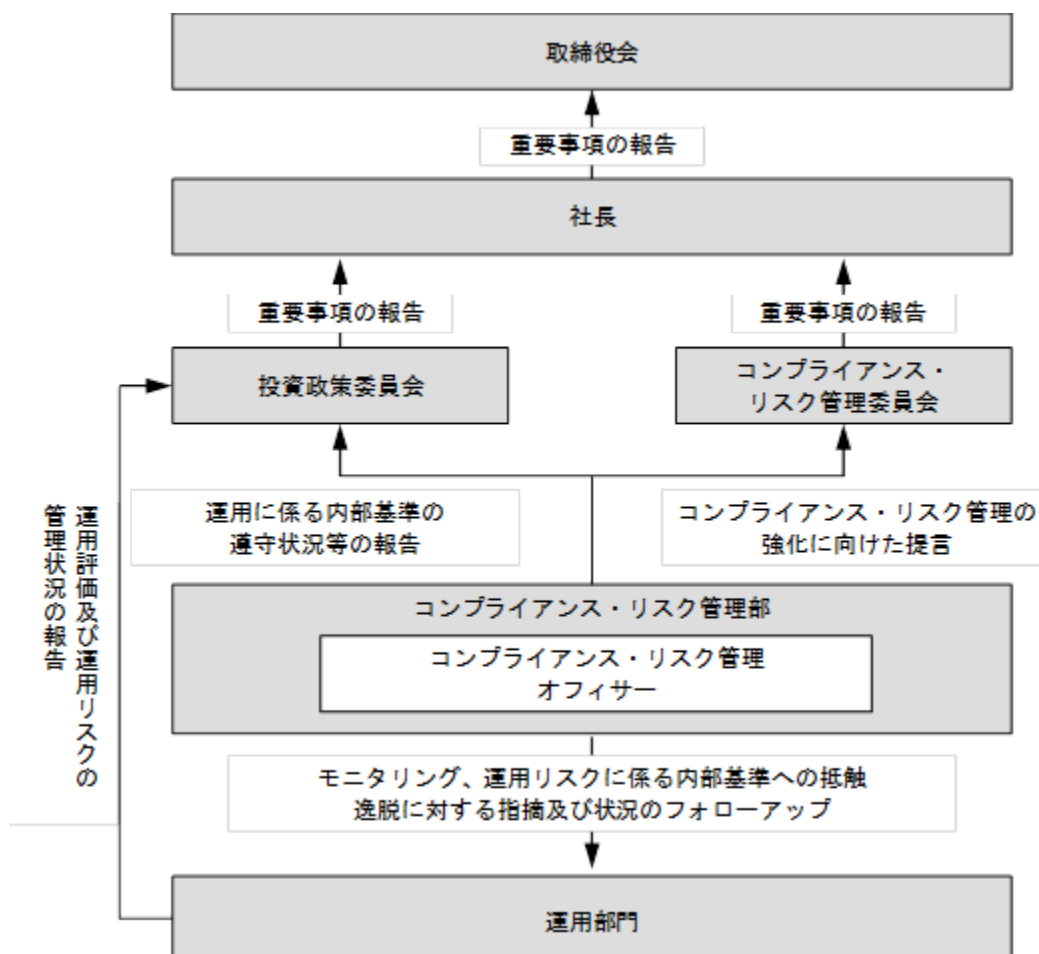 取締役会
重要事項の報告
社長
重要事項の報告
重要事項の報告
投資政策委員会
コンプライアンス・
リスク管理委員会
運用に係る内部基準の
遵守状況等の報告
コンプライアンス・リスク管理の
強化に向けた提言
運用評価及び運用リスクの
管理状況の報告
コンプライアンス・リスク管理部
コンプライアンス・リスク管理
オフィサー
モニタリング、運用リスクに係る内部基準への抵触
逸脱に対する指摘及び状況のフォローアップ
運用部門